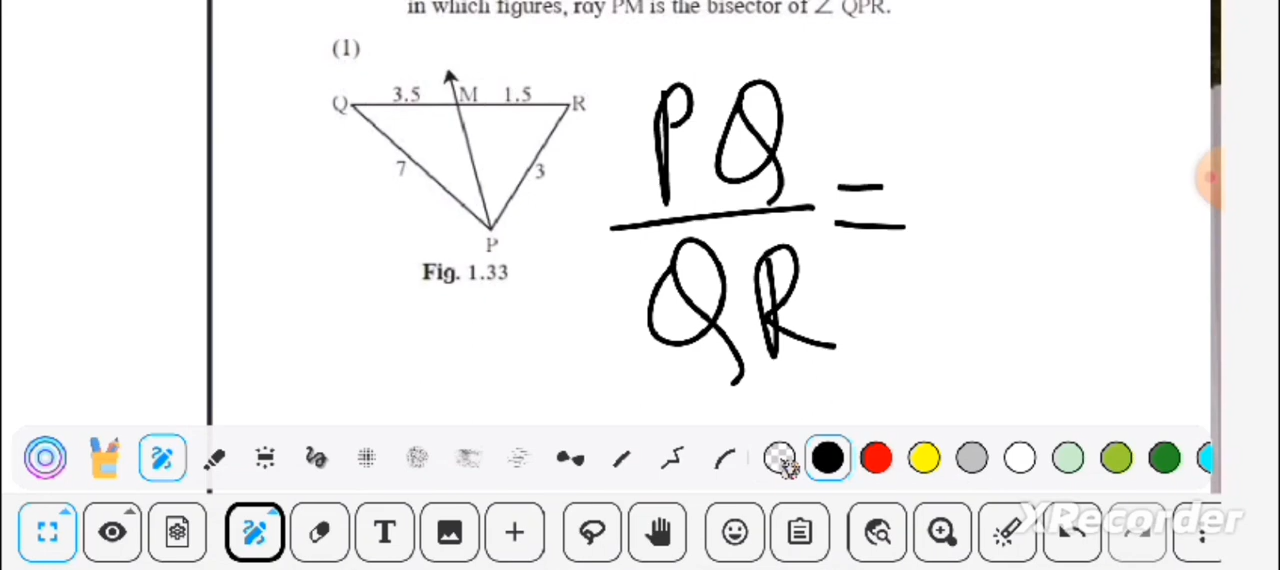 in which figures, ray PM is the bisector of ∠ QPR.
(1)
Q 3.5 M 1.5 R
7 3
P
Fig. 1.33
PQ
QR
=
T
XRecorder